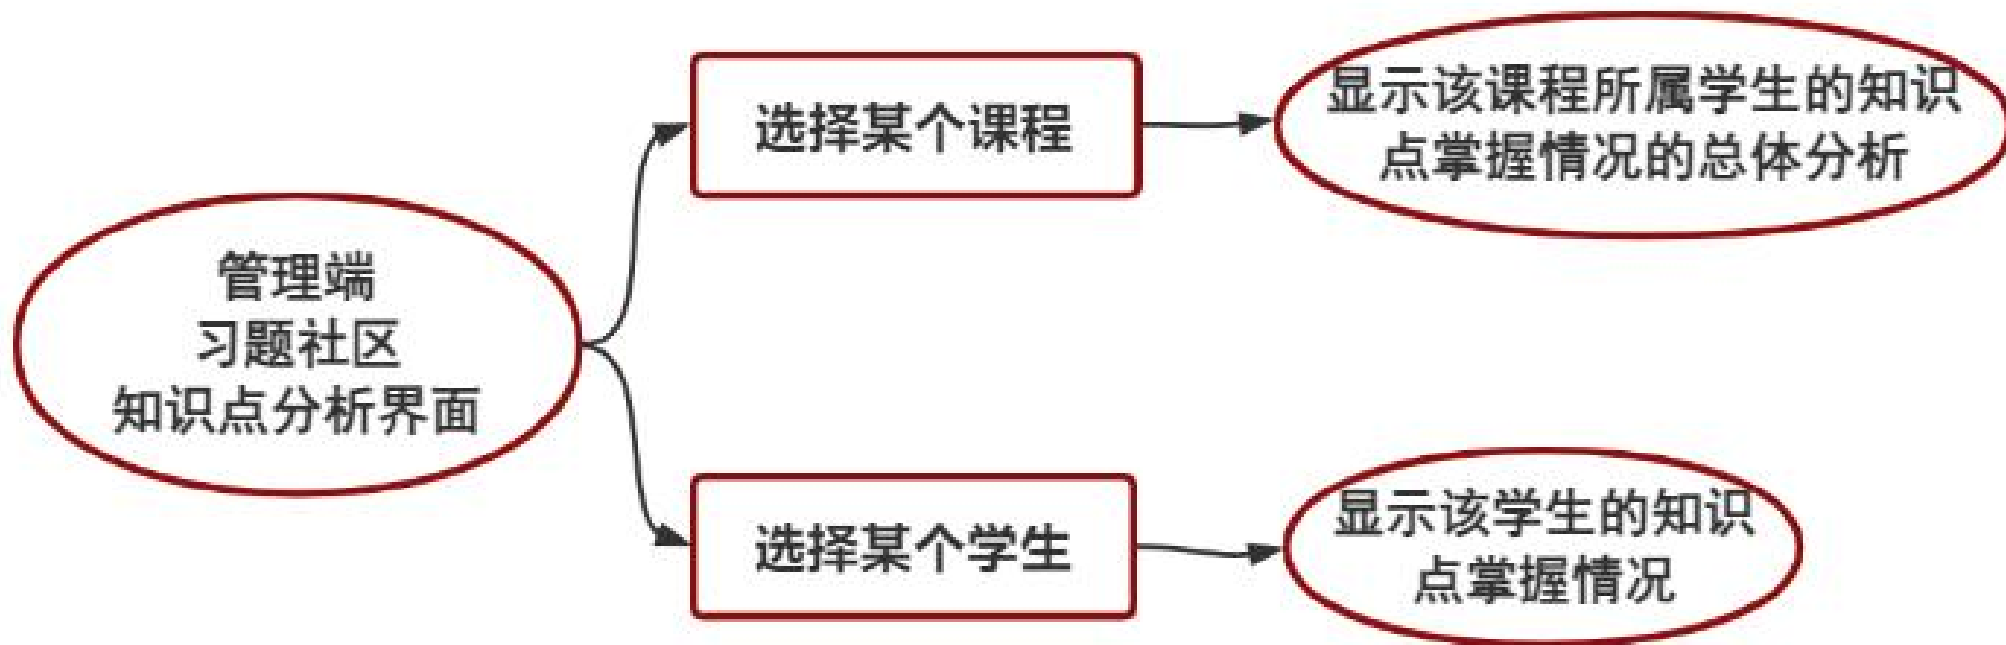 管理端
习题社区
知识点分析界面
选择某个课程
显示该课程所属学生的知识
点掌握情况的总体分析
选择某个学生
显示该学生的知识
点掌握情况